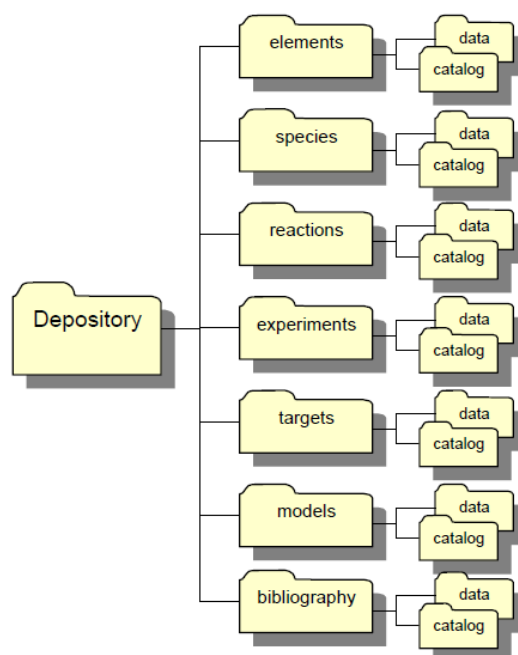 elements
data
catalog
species
data
catalog
reactions
data
catalog
Depository
experiments
data
catalog
targets
data
catalog
models
data
catalog
bibliography
data
catalog